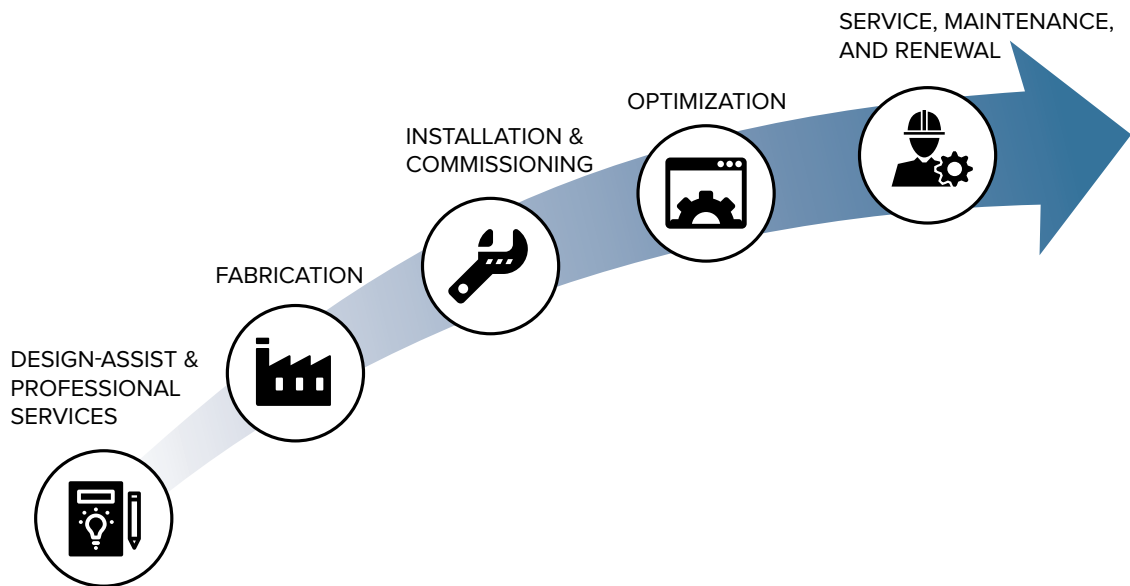 DESIGN-ASSIST &
PROFESSIONAL
SERVICES
FABRICATION
INSTALLATION &
COMMISSIONING
OPTIMIZATION
SERVICE, MAINTENANCE,
AND RENEWAL